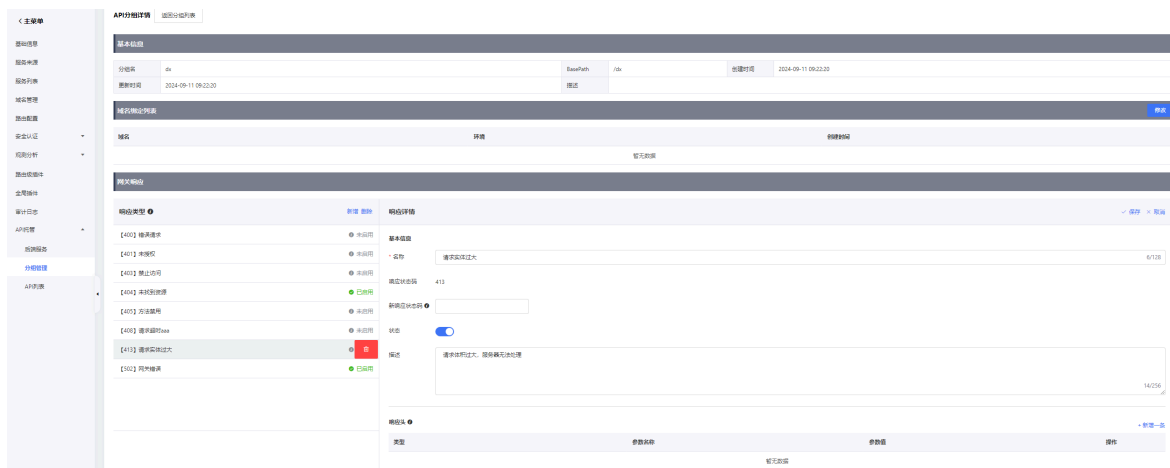 主菜单
API分组详情 返回分组列表
基础信息
服务来源
服务列表
域名管理
路由配置
安全认证
观测分析
路由级插件
全局插件
审计日志
API托管
后端服务
分组管理
API列表
基本信息
分组名 dx BasePath /dx 创建时间 2024-09-11 09:22:20
更新时间 2024-09-11 09:22:20 描述
域名绑定列表 修改
域名 环境 创建时间
暂无数据
网关响应
响应类型 新增 删除
【400】错误请求 未启用
【401】未授权 未启用
【403】禁止访问 未启用
【404】未找到资源 已启用
【405】方法禁用 未启用
【408】请求超时aaa 未启用
【413】请求实体过大
【502】网关错误 已启用
响应详情 保存 取消
基本信息
* 名称 请求实体过大 6/128
响应状态码 413
新响应状态码
状态
描述 请求体积过大，服务器无法处理
14/256
响应头 + 新增一条
类型 参数名称 参数值 操作
暂无数据